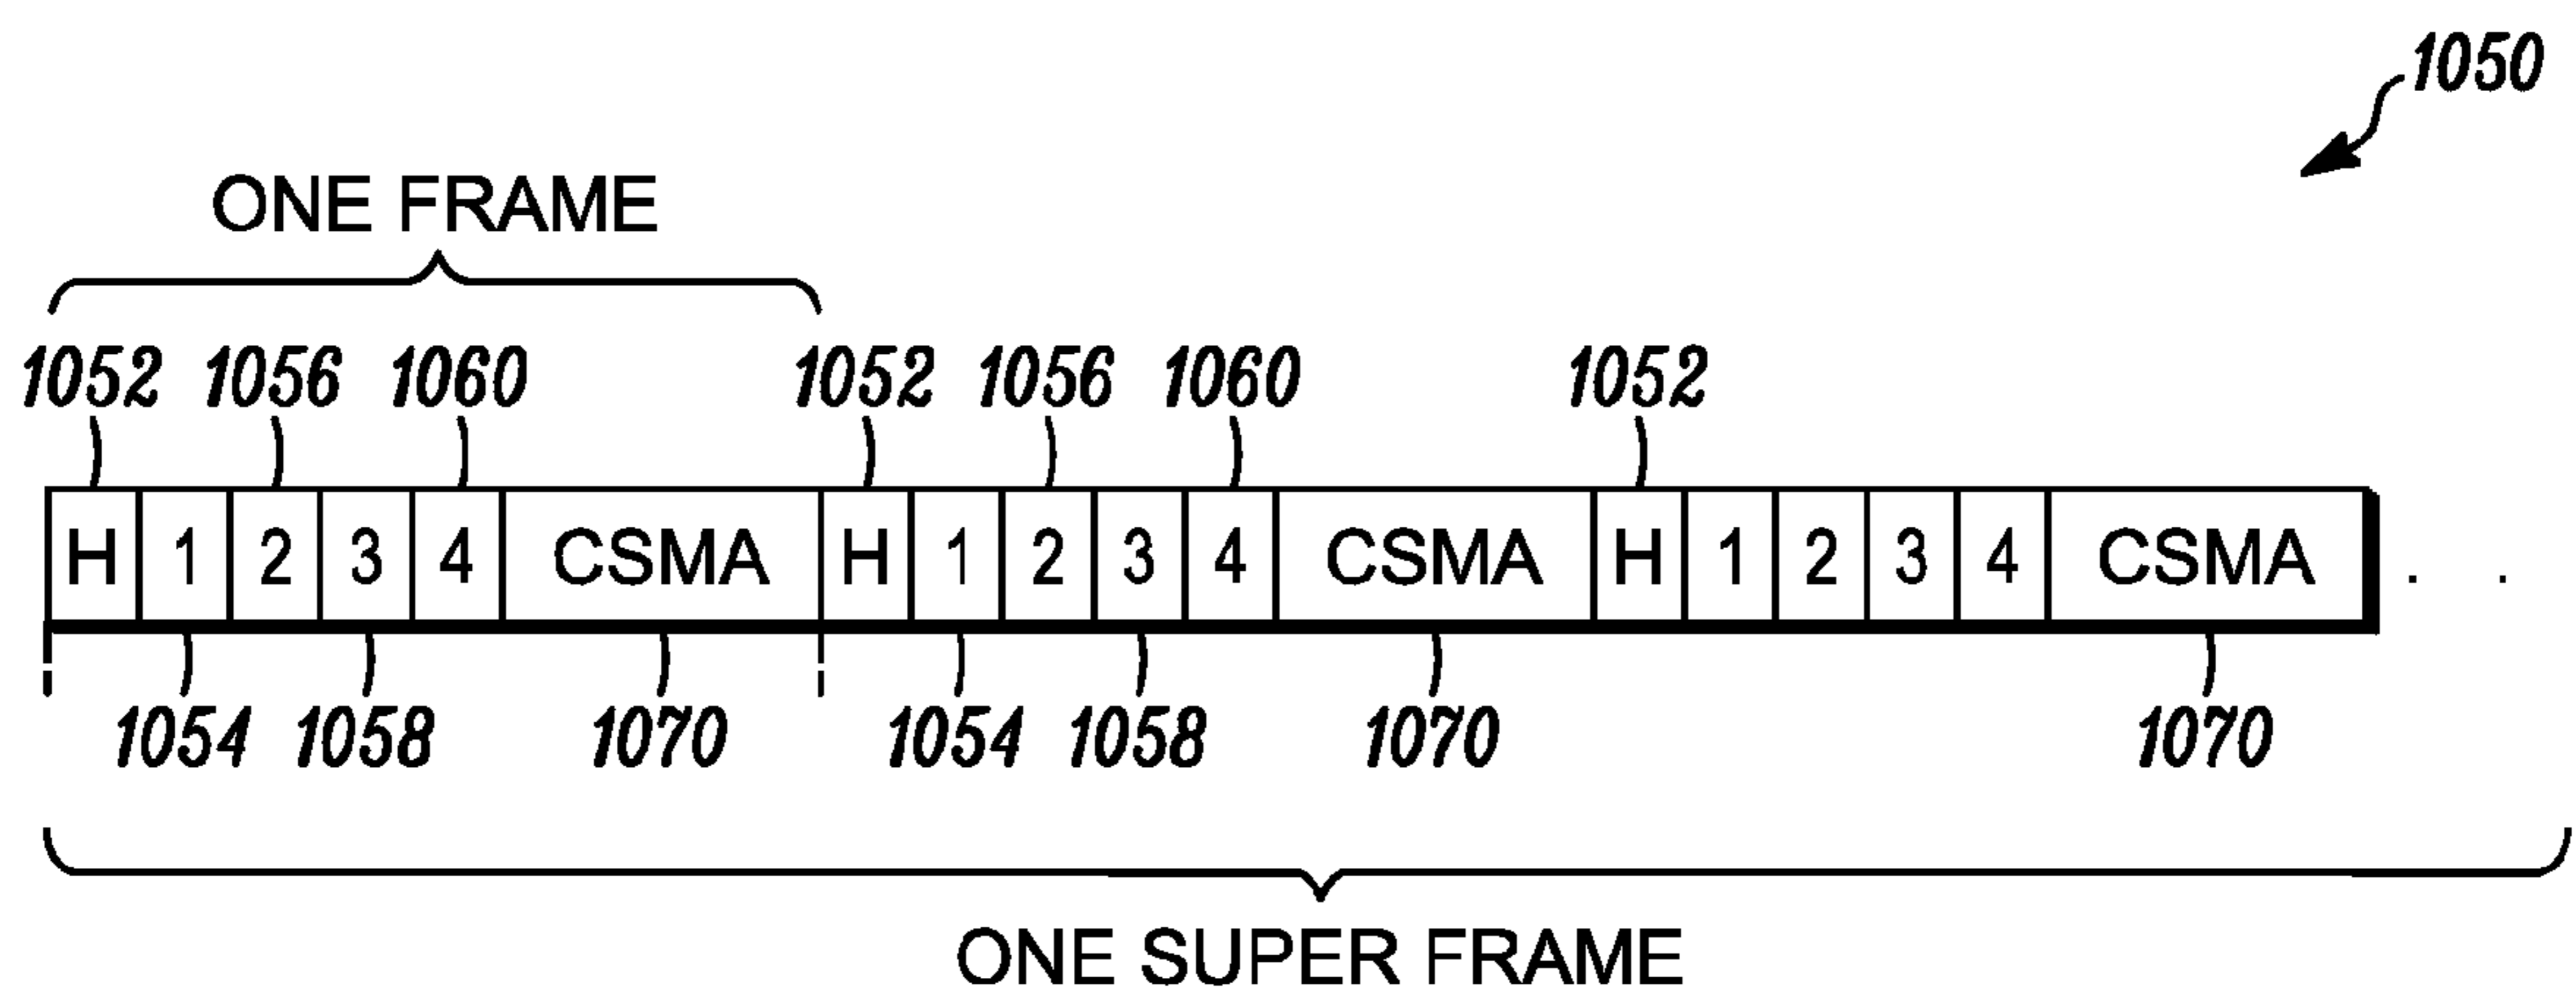 1050
ONE FRAME
1052 1056 1060 1052 1056 1060 1052
H 1 2 3 4 CSMA H 1 2 3 4 CSMA H 1 2 3 4 CSMA . .
1054 1058 1070 1054 1058 1070 1070
ONE SUPER FRAME